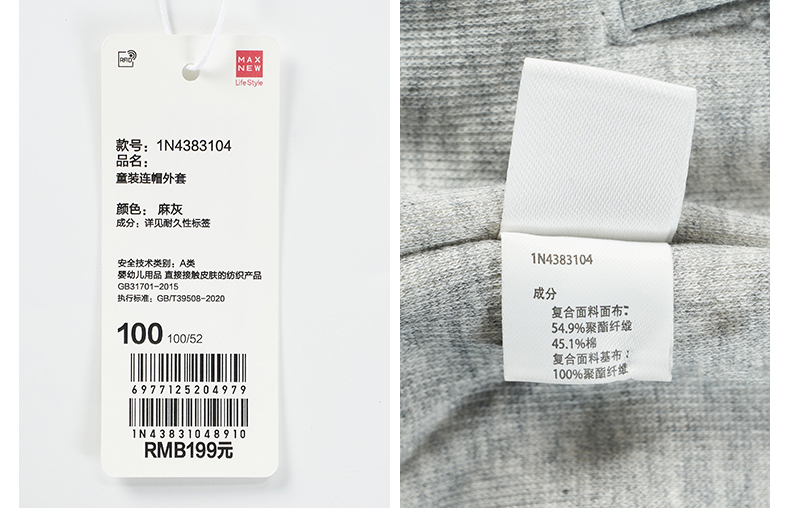 RFID
MAX
NEW
LifeStyle
款号：1N4383104
品名：
童装连帽外套
颜色： 麻灰
成分：详见耐久性标签
安全技术类别：A类
婴幼儿用品 直接接触皮肤的纺织产品
GB31701-2015
执行标准：GB/T39508-2020
100 100/52
6977125204979
1N43831048910
RMB199元
1N4383104
成分
复合面料面布：
54.9%聚酯纤维
45.1%棉
复合面料基布：
100%聚酯纤维